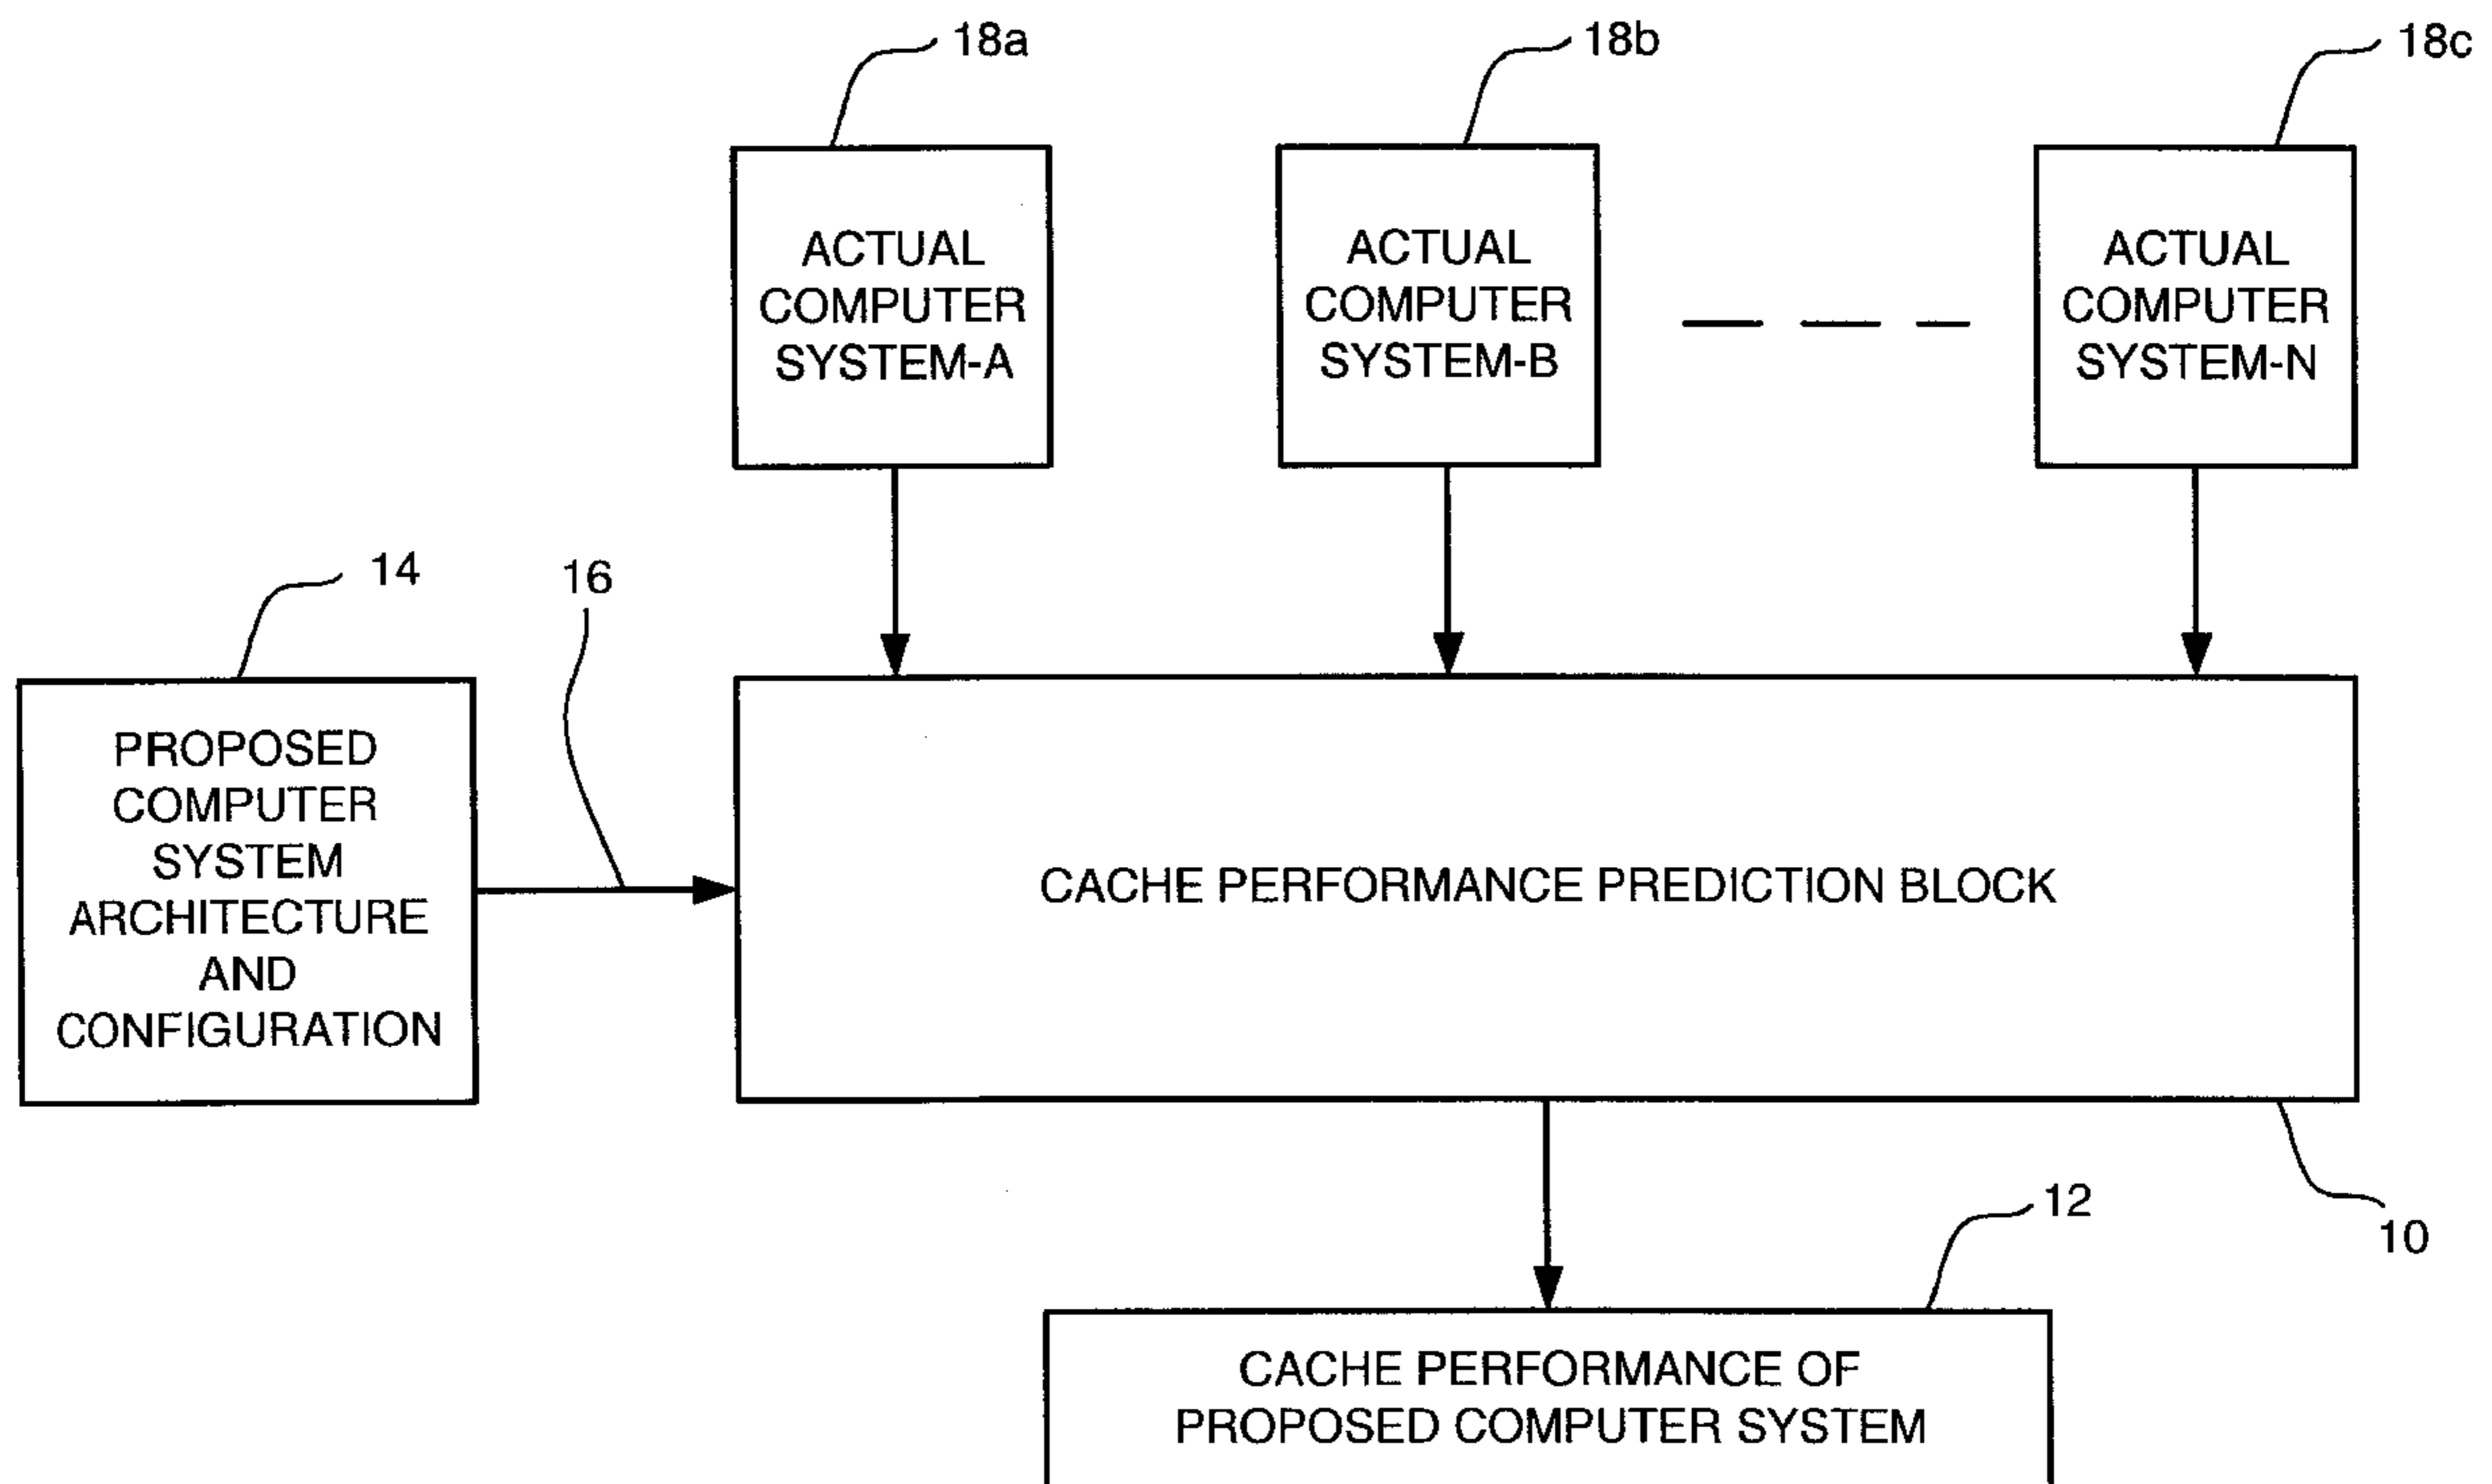 18a
18b
18c
ACTUAL
COMPUTER
SYSTEM-A
ACTUAL
COMPUTER
SYSTEM-B
ACTUAL
COMPUTER
SYSTEM-N
14
16
PROPOSED
COMPUTER
SYSTEM
ARCHITECTURE
AND
CONFIGURATION
CACHE PERFORMANCE PREDICTION BLOCK
12
10
CACHE PERFORMANCE OF
PROPOSED COMPUTER SYSTEM